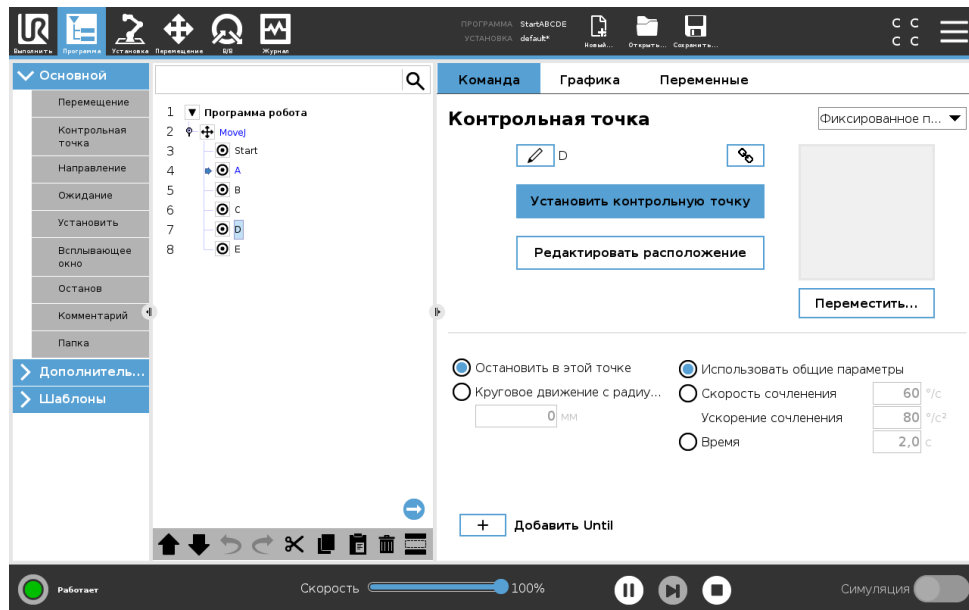 ПРОГРАММА StartABCDE
УСТАНОВКА default*
C C
C C
Выполнить Программа Установка Перемещение В/В Журнал Новый... Открыть... Сохранить...
Основной
Перемещение
Контрольная
точка
Направление
Ожидание
Установить
Всплывающее
окно
Останов
Комментарий
Папка
Дополнитель...
Шаблоны
1 Программа робота
2 MoveJ
3 Start
4 A
5 B
6 C
7 D
8 E
Команда Графика Переменные
Контрольная точка
Фиксированное п...
D
Установить контрольную точку
Редактировать расположение
Переместить...
Остановить в этой точке
Круговое движение с радиу...
0 мм
Использовать общие параметры
Скорость сочленения 60 °/с
Ускорение сочленения 80 °/с²
Время 2,0 с
+ Добавить Until
Работает
Скорость 100%
Симуляция